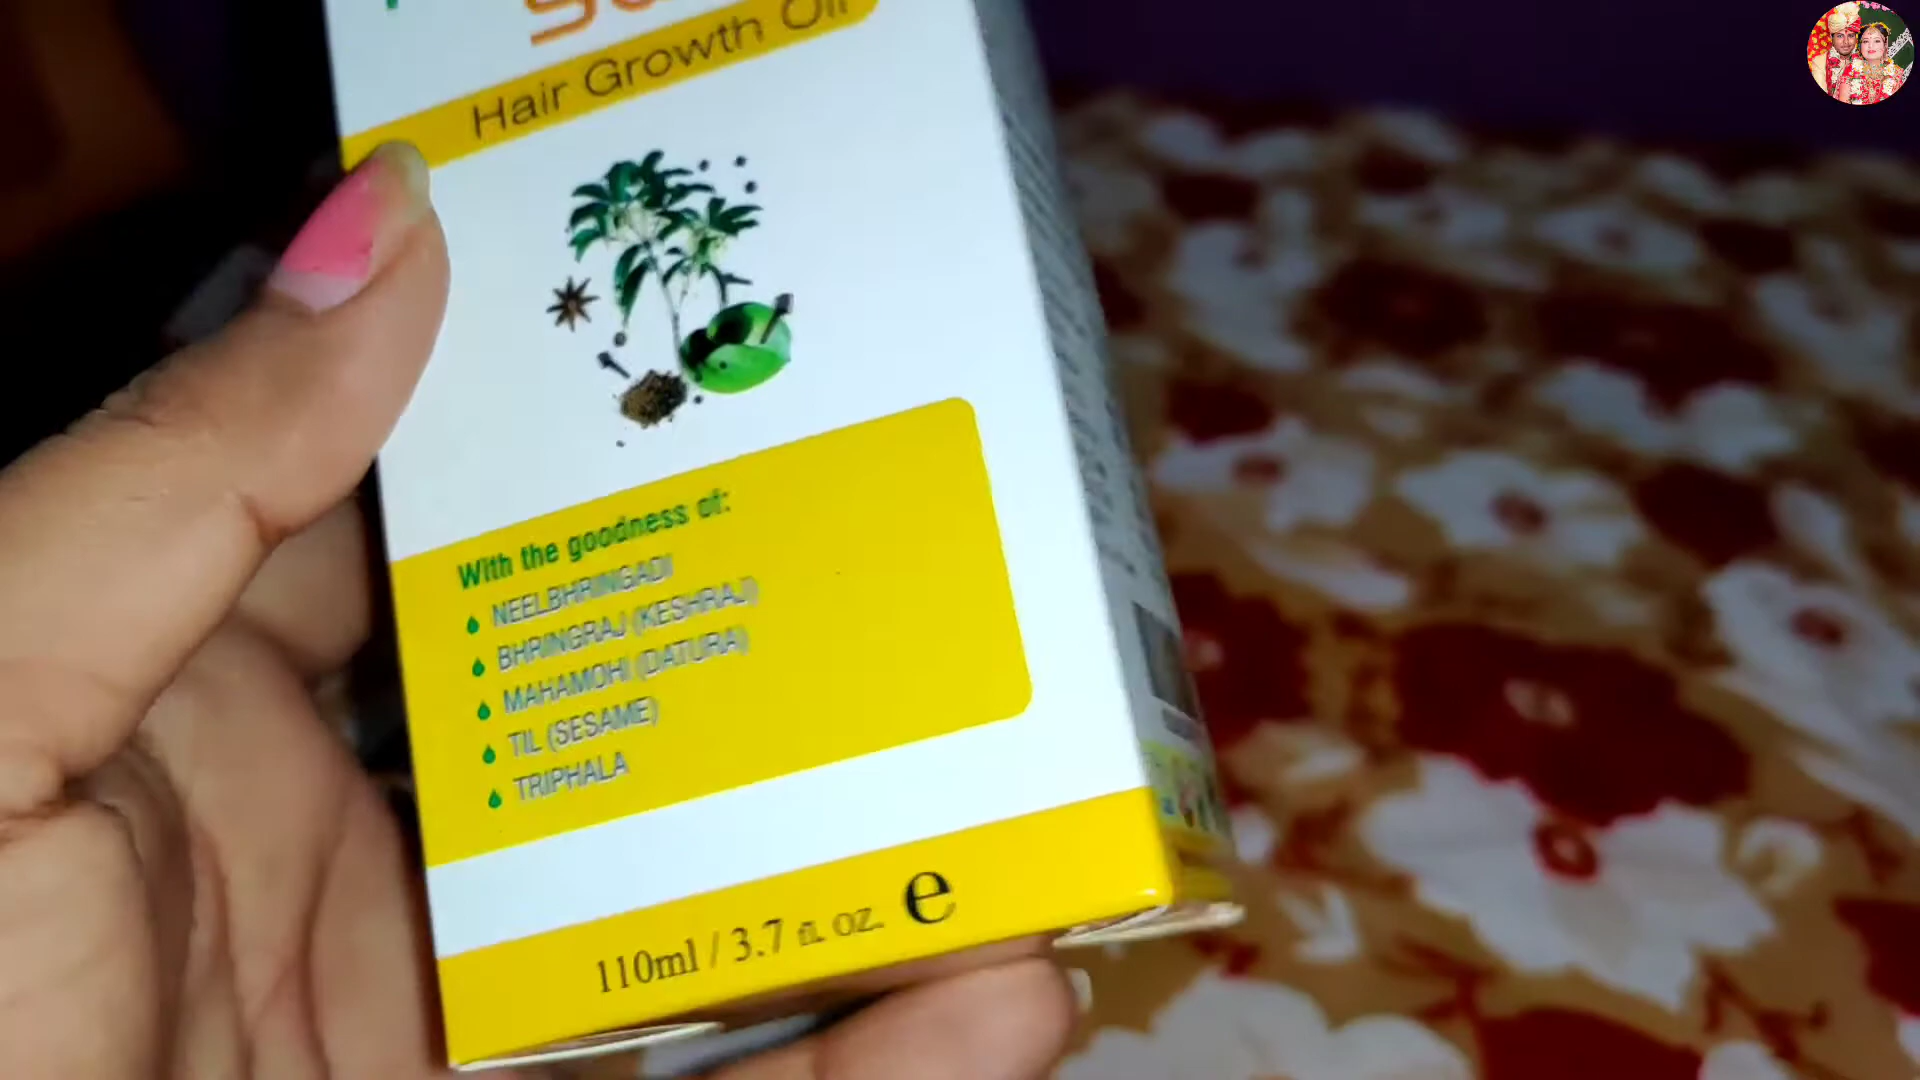 Hair Growth Oil
With the goodness of:
NEELBHRINGADI
BHRINGRAJ (KESHRAJ)
MAHAMOHI (DATURA)
TIL (SESAME)
TRIPHALA
110ml / 3.7 fl. oz. e